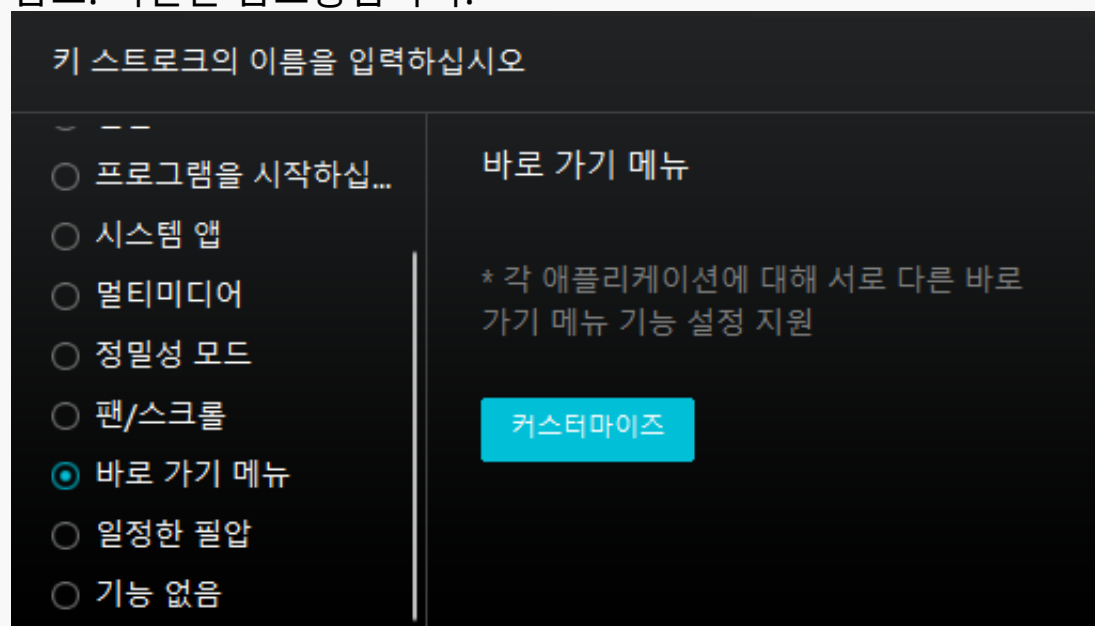 키 스트로크의 이름을 입력하십시오
프로그램을 시작하십...
시스템 앱
멀티미디어
정밀성 모드
팬/스크롤
바로 가기 메뉴
일정한 필압
기능 없음
바로 가기 메뉴
* 각 애플리케이션에 대해 서로 다른 바로
가기 메뉴 기능 설정 지원
커스터마이즈